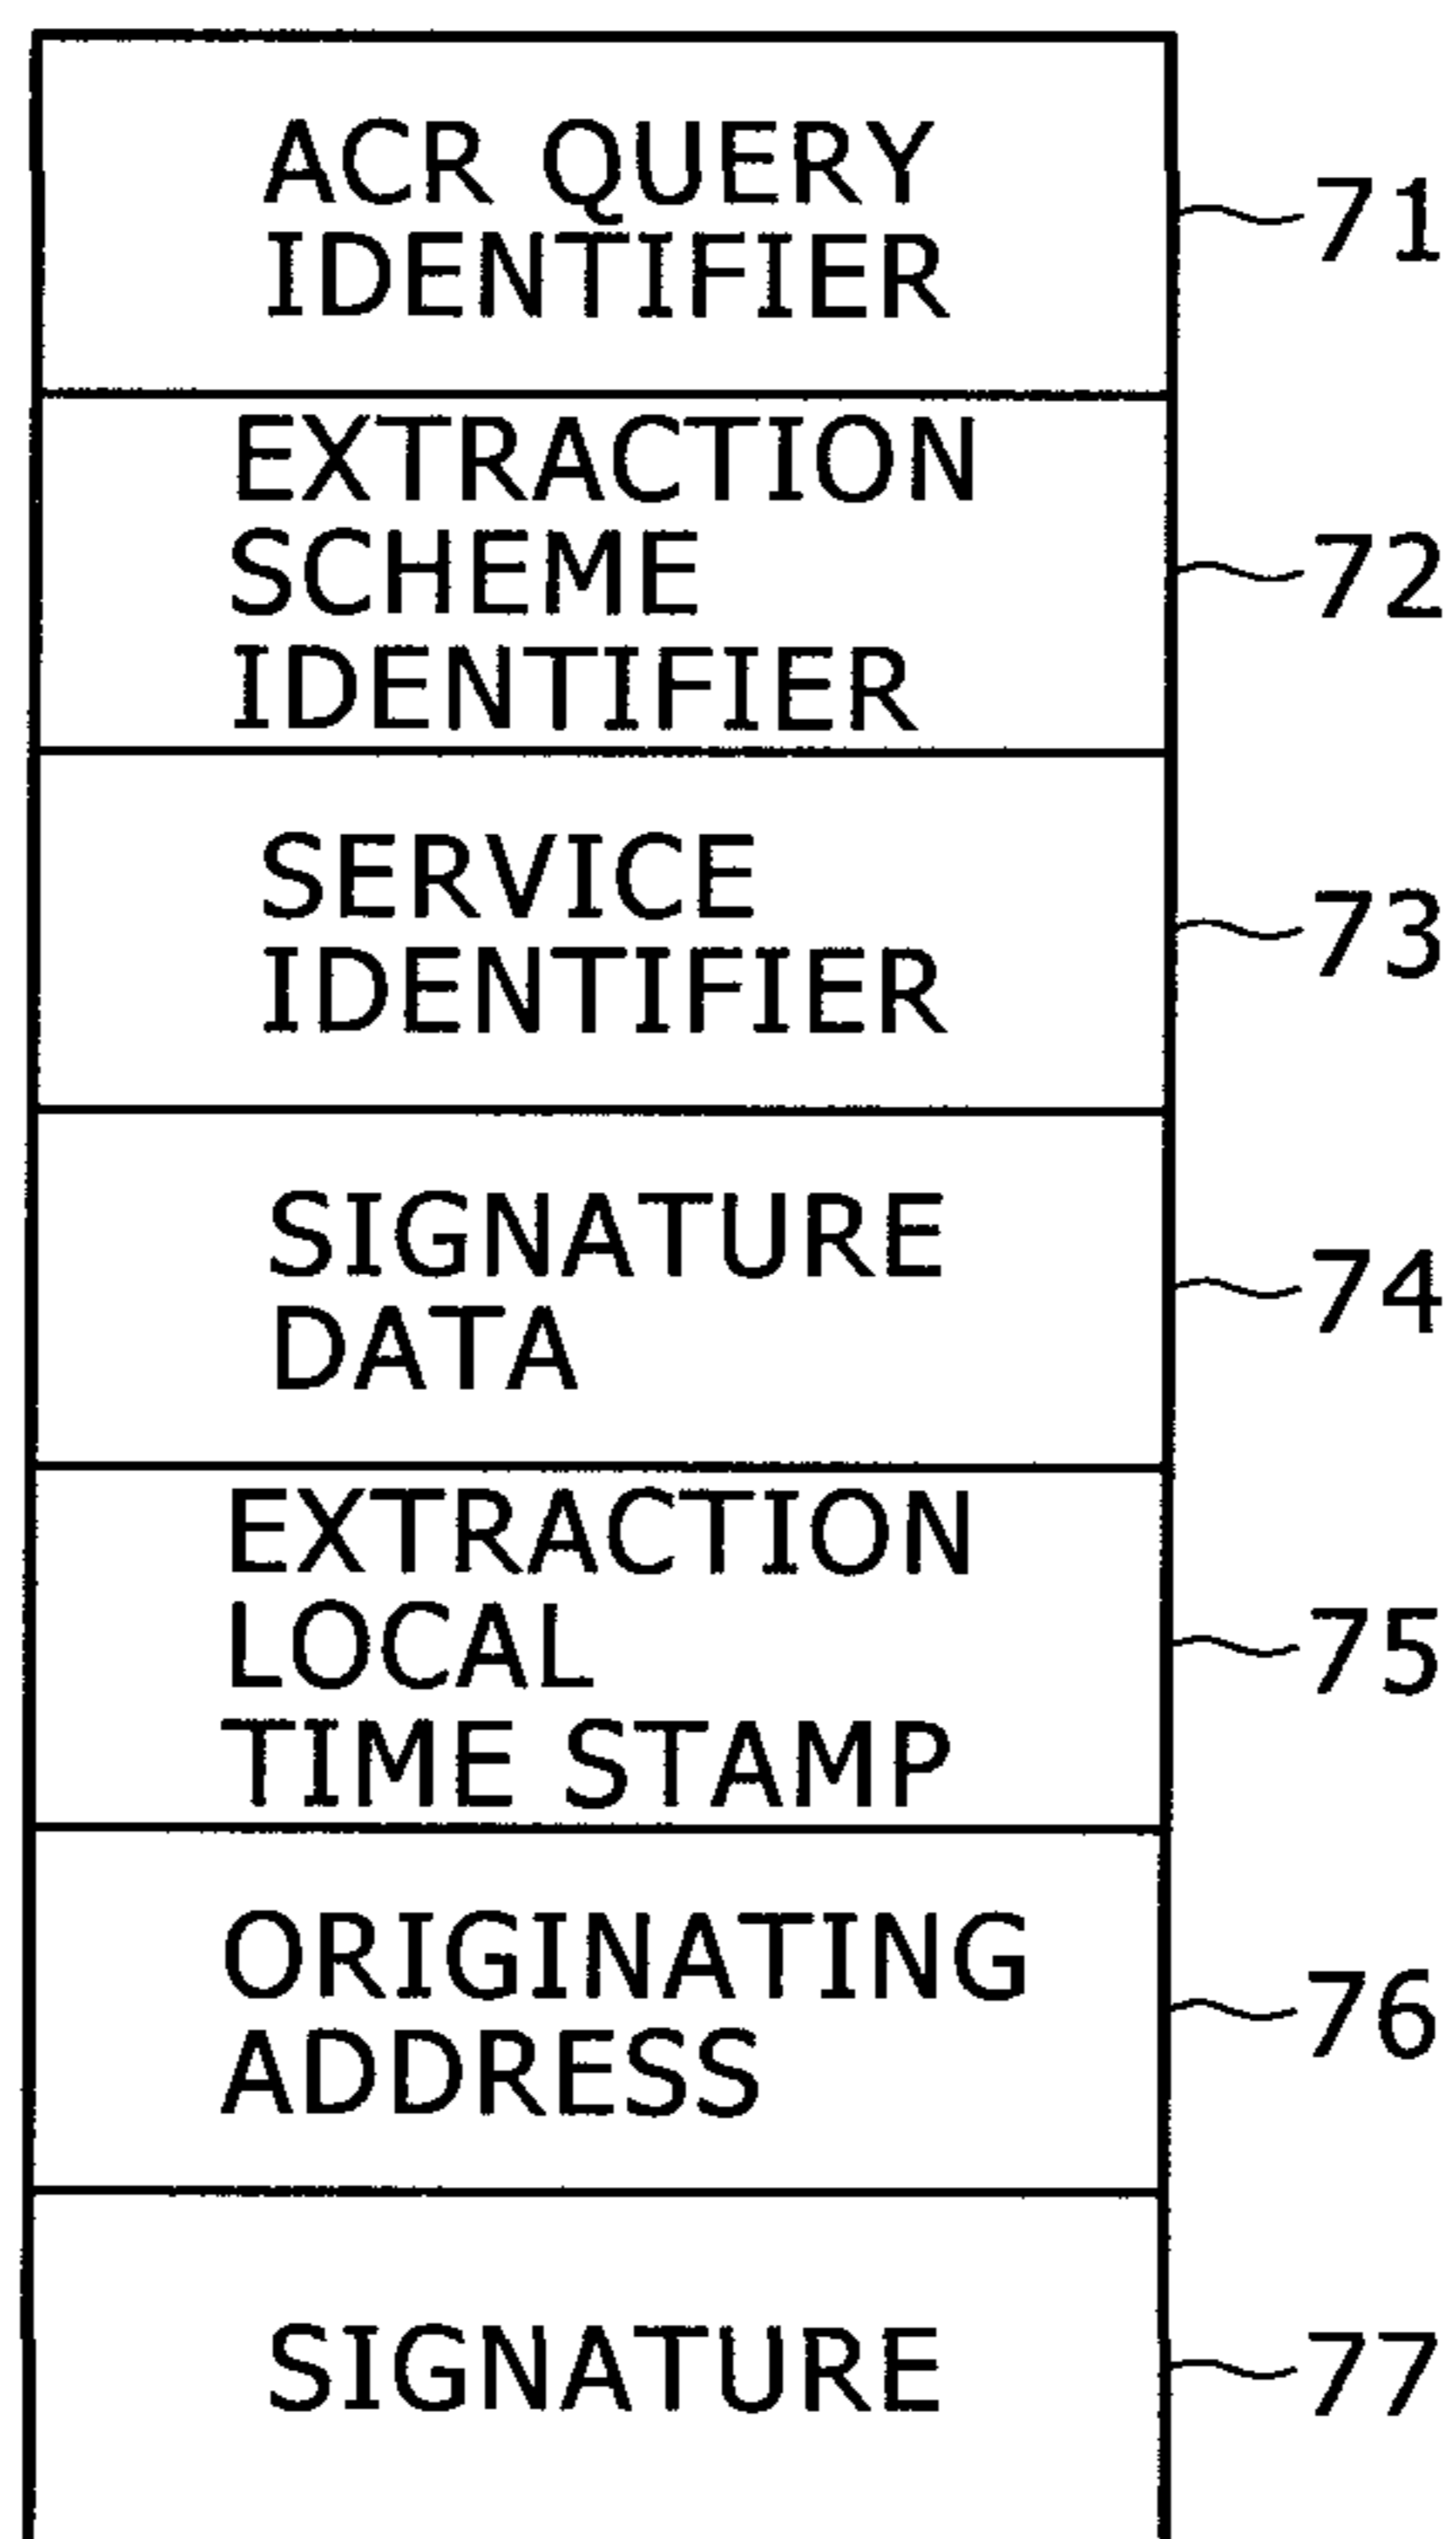 ACR QUERY
IDENTIFIER
71
EXTRACTION
SCHEME
IDENTIFIER
72
SERVICE
IDENTIFIER
73
SIGNATURE
DATA
74
EXTRACTION
LOCAL
TIME STAMP
75
ORIGINATING
ADDRESS
76
SIGNATURE
77